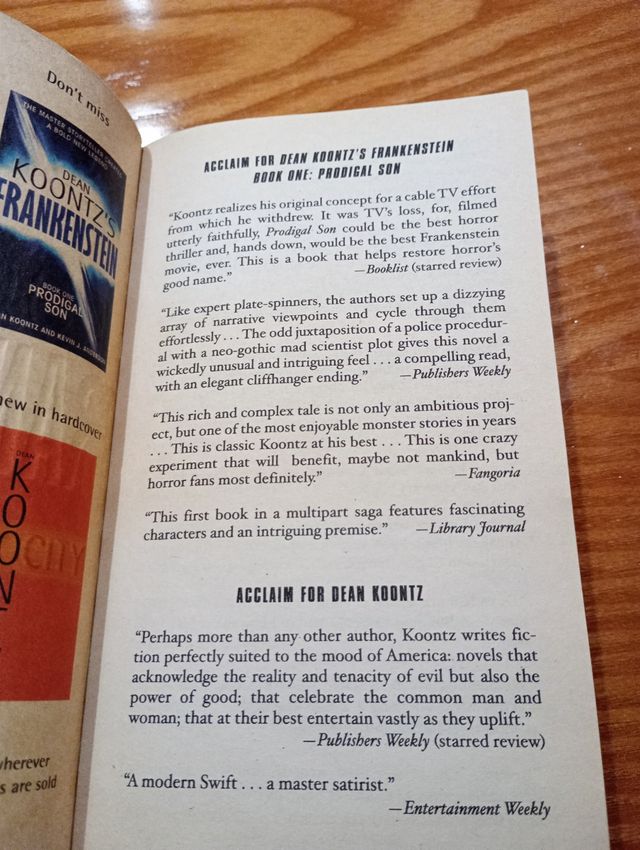 Don't miss
THE MASTER STORYTELLER CREATES
A BOLD NEW LEGEND
DEAN
KOONTZ'S
FRANKENSTEIN
BOOK ONE
PRODIGAL
SON
KOONTZ AND KEVIN J. ANDERSON
new in hardcover
DEAN
K
O
O
N
CITY
wherever
are sold
ACCLAIM FOR DEAN KOONTZ'S FRANKENSTEIN
BOOK ONE: PRODIGAL SON
“Koontz realizes his original concept for a cable TV effort
from which he withdrew. It was TV's loss, for, filmed
utterly faithfully, Prodigal Son could be the best horror
thriller and, hands down, would be the best Frankenstein
movie, ever. This is a book that helps restore horror's
good name.” —Booklist (starred review)
“Like expert plate-spinners, the authors set up a dizzying
array of narrative viewpoints and cycle through them
effortlessly . . . The odd juxtaposition of a police procedur-
al with a neo-gothic mad scientist plot gives this novel a
wickedly unusual and intriguing feel . . . a compelling read,
with an elegant cliffhanger ending.” —Publishers Weekly
“This rich and complex tale is not only an ambitious proj-
ect, but one of the most enjoyable monster stories in years
. . . This is classic Koontz at his best . . . This is one crazy
experiment that will benefit, maybe not mankind, but
horror fans most definitely.” —Fangoria
“This first book in a multipart saga features fascinating
characters and an intriguing premise.” —Library Journal
ACCLAIM FOR DEAN KOONTZ
“Perhaps more than any other author, Koontz writes fic-
tion perfectly suited to the mood of America: novels that
acknowledge the reality and tenacity of evil but also the
power of good; that celebrate the common man and
woman; that at their best entertain vastly as they uplift.”
—Publishers Weekly (starred review)
“A modern Swift . . . a master satirist.”
—Entertainment Weekly